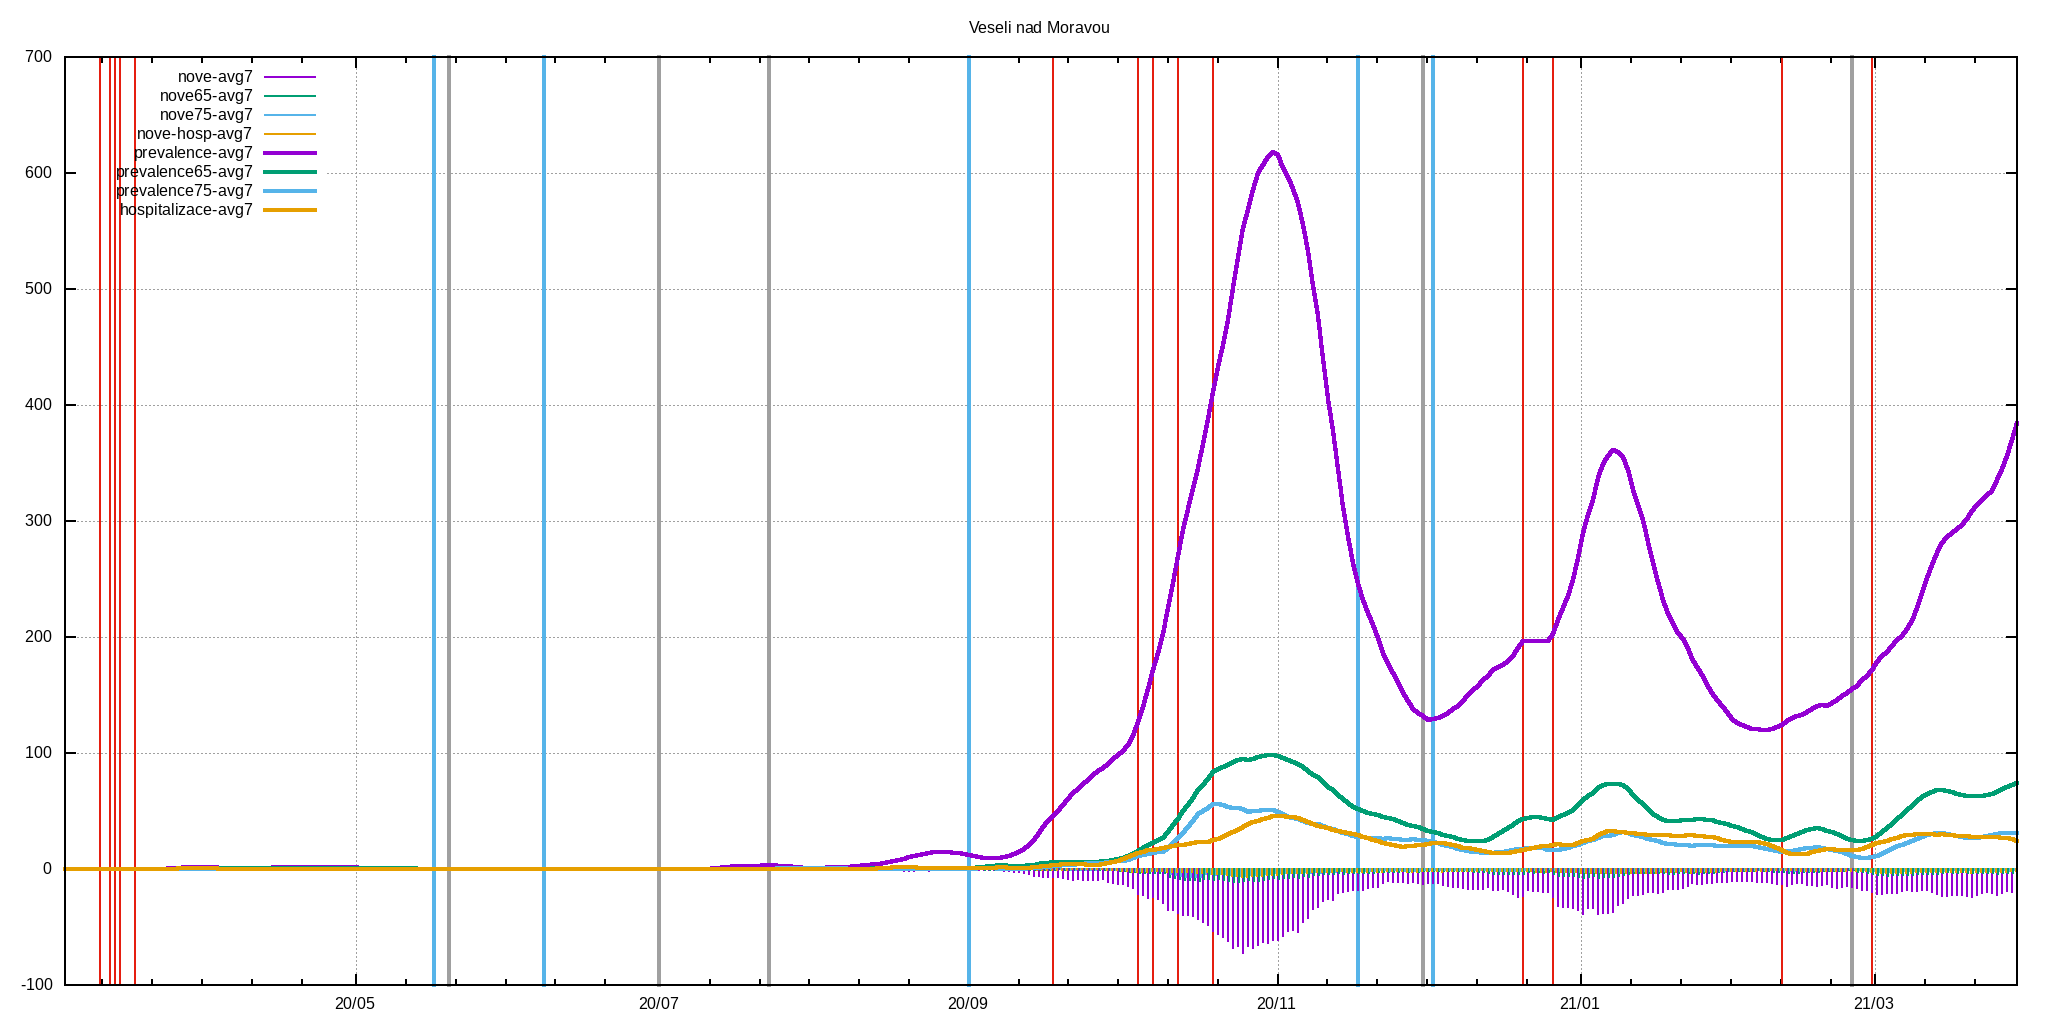 Veseli nad Moravou
700
600
500
400
300
200
100
0
-100
nove-avg7
nove65-avg7
nove75-avg7
nove-hosp-avg7
prevalence-avg7
prevalence65-avg7
prevalence75-avg7
hospitalizace-avg7
20/05 20/07 20/09 20/11 21/01 21/03